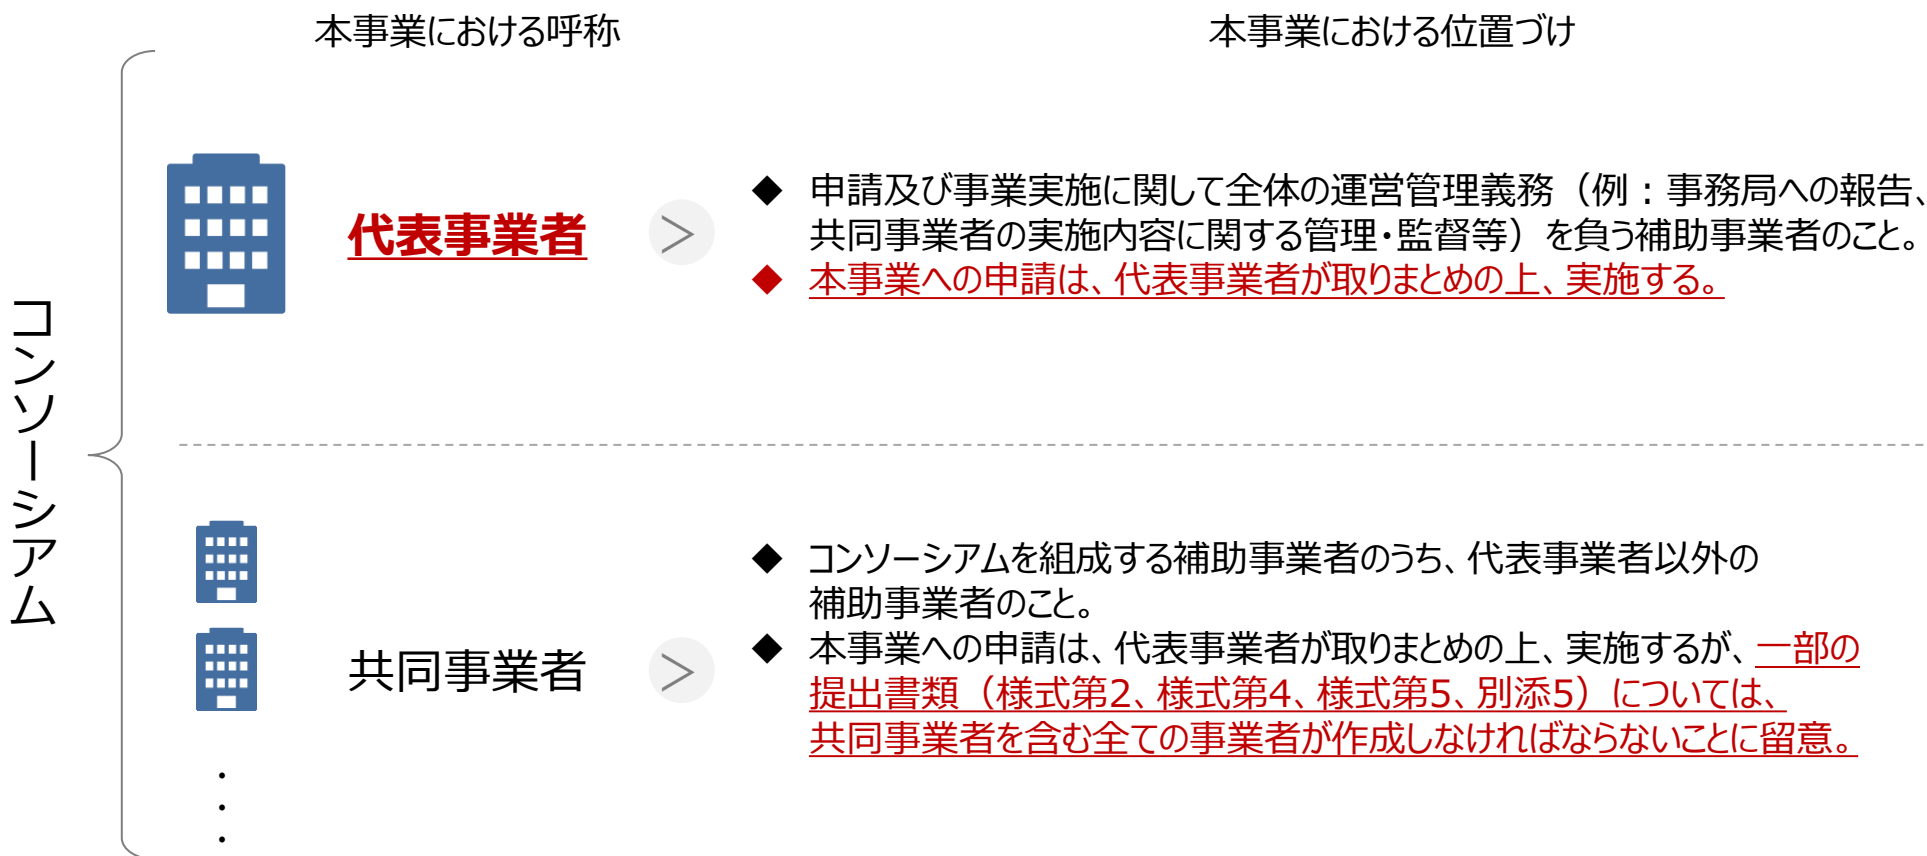 本事業における呼称
本事業における位置づけ
コンソーシアム
代表事業者
＞
◆ 申請及び事業実施に関して全体の運営管理義務（例：事務局への報告、
共同事業者の実施内容に関する管理・監督等）を負う補助事業者のこと。
◆ 本事業への申請は、代表事業者が取りまとめの上、実施する。
共同事業者
＞
◆ コンソーシアムを組成する補助事業者のうち、代表事業者以外の
補助事業者のこと。
◆ 本事業への申請は、代表事業者が取りまとめの上、実施するが、一部の
提出書類（様式第2、様式第4、様式第5、別添5）については、
共同事業者を含む全ての事業者が作成しなければならないことに留意。
・
・
・